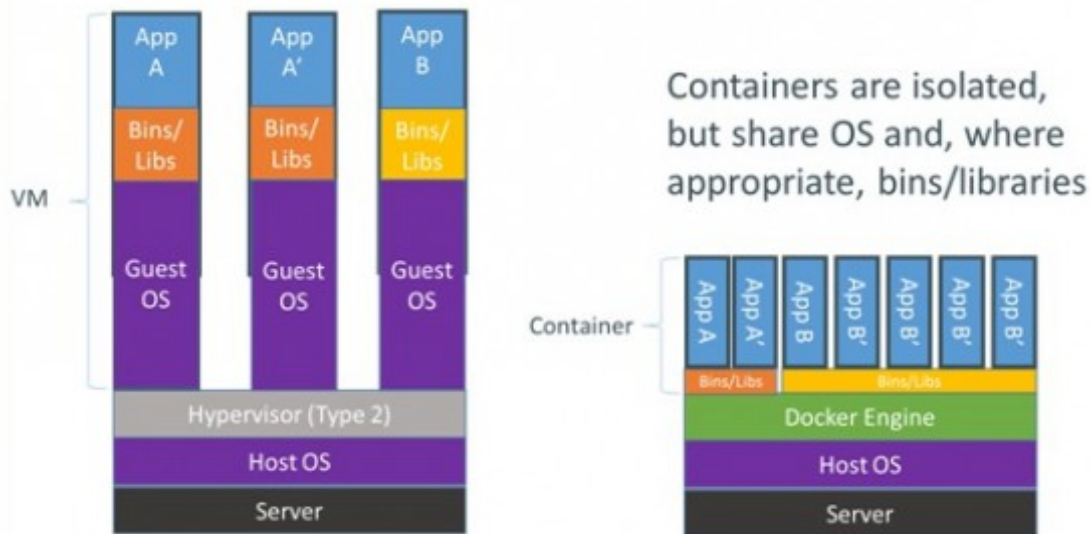 VM
App
A
Bins/
Libs
Guest
OS
App
A'
Bins/
Libs
Guest
OS
App
B
Bins/
Libs
Guest
OS
Hypervisor (Type 2)
Host OS
Server
Containers are isolated,
but share OS and, where
appropriate, bins/libraries
Container
App A
App A'
App B
App B'
App B'
App B'
App B'
Bins/Libs
Bins/Libs
Docker Engine
Host OS
Server